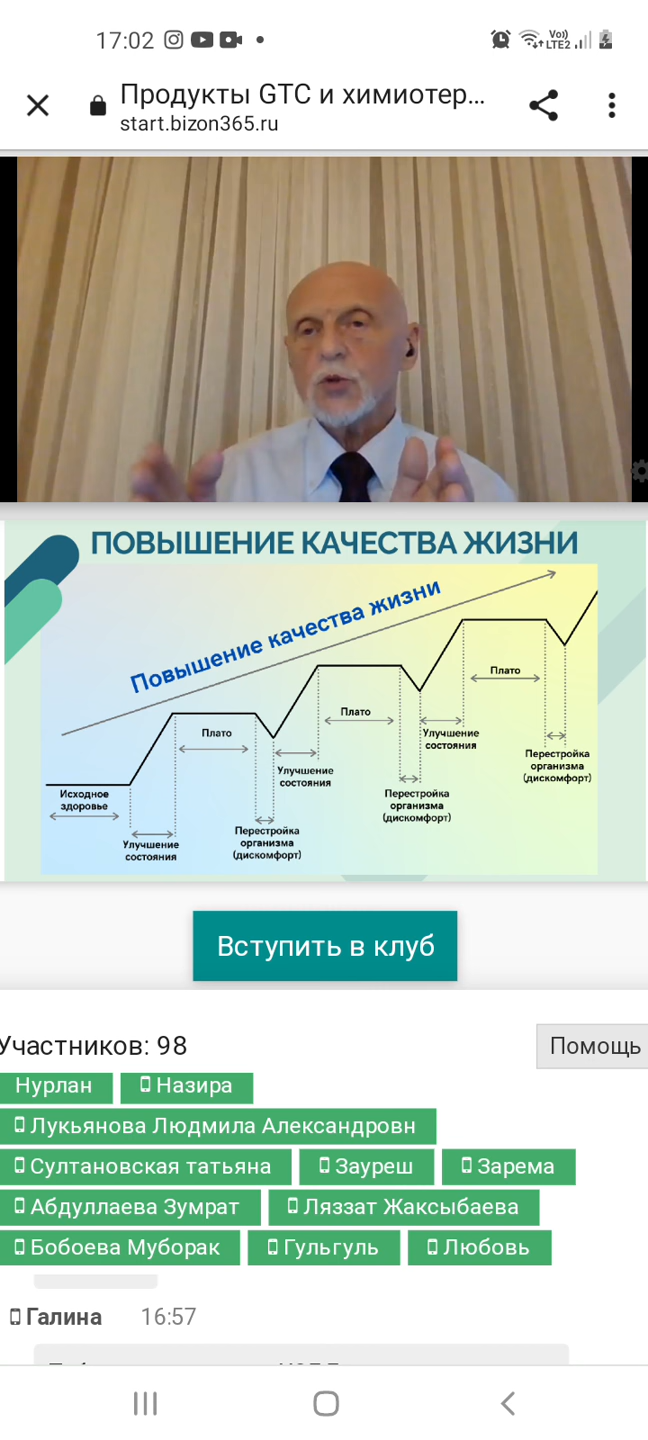 17:02
Vo))
LTE2
Продукты GTC и химиотер...
start.bizon365.ru
ПОВЫШЕНИЕ КАЧЕСТВА ЖИЗНИ
Повышение качества жизни
Исходное
здоровье
Улучшение
состояния
Плато
Перестройка
организма
(дискомфорт)
Улучшение
состояния
Плато
Перестройка
организма
(дискомфорт)
Улучшение
состояния
Плато
Перестройка
организма
(дискомфорт)
Вступить в клуб
Участников: 98
Помощь
Нурлан Назира
Лукьянова Людмила Александровн
Султановская татьяна Зауреш Зарема
Абдуллаева Зумрат Ляззат Жаксыбаева
Бобоева Муборак Гульгуль Любовь
Галина 16:57